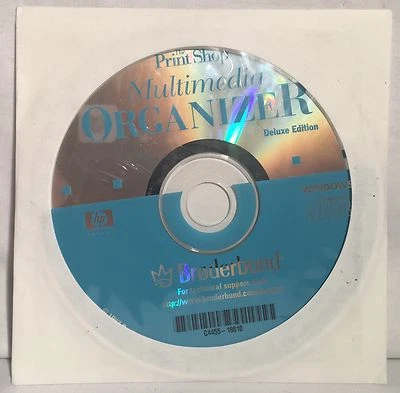 The
Print Shop
Multimedia
ORGANIZER
Deluxe Edition
WINDOWS
hp
Brøderbund
For technical support, visit
http://www.broderbund.com
C4455-18610